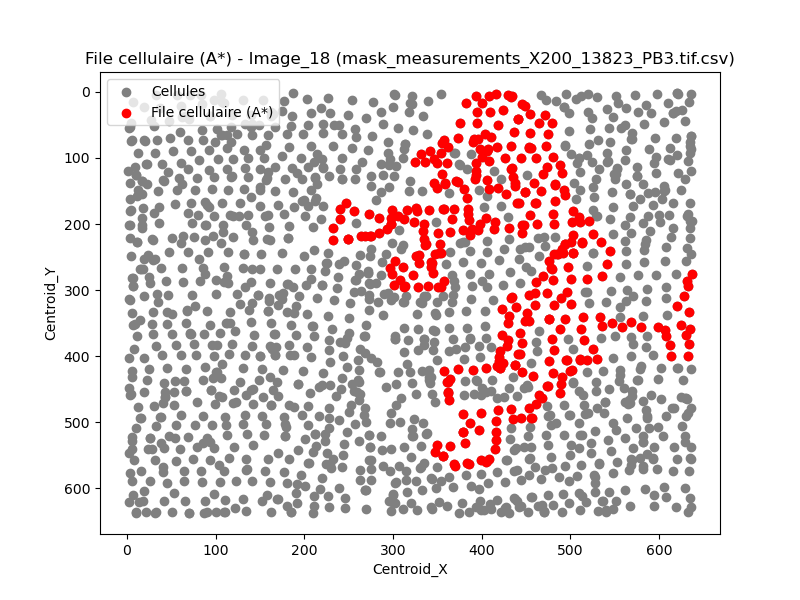 File cellulaire (A*) - Image_18 (mask_measurements_X200_13823_PB3.tif.csv)
Cellules
File cellulaire (A*)
0
100
200
300
400
500
600
Centroid_Y
0 100 200 300 400 500 600
Centroid_X